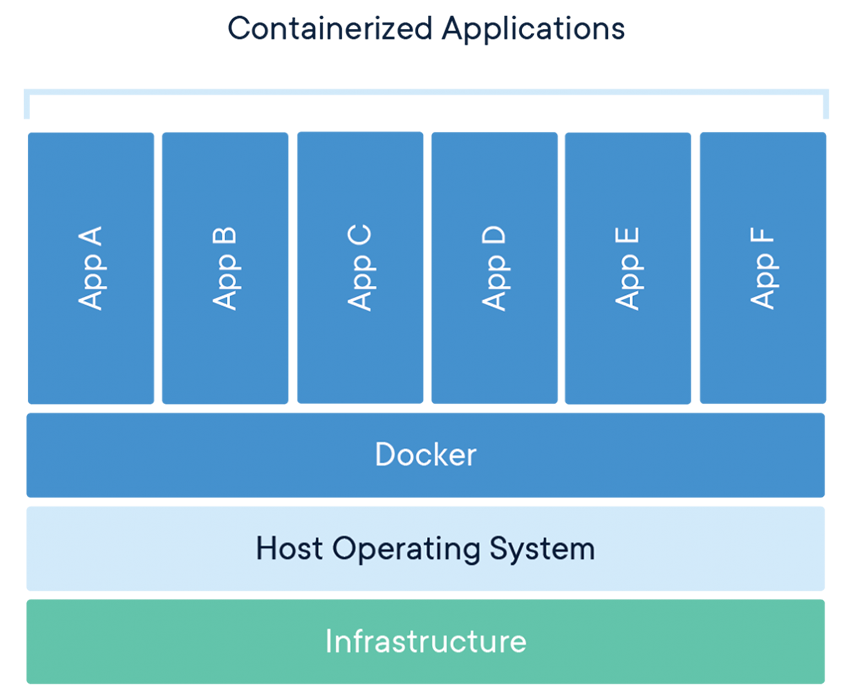 Containerized Applications
App A
App B
App C
App D
App E
App F
Docker
Host Operating System
Infrastructure